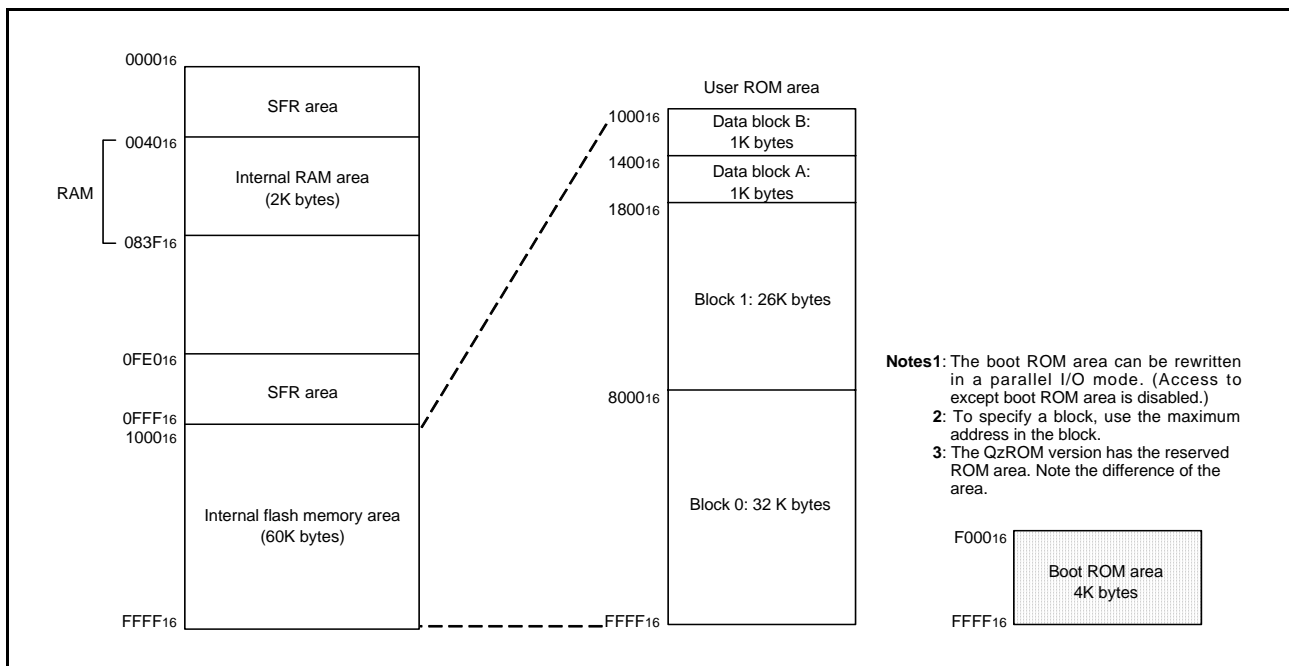 000016
SFR area
004016
RAM
Internal RAM area
(2K bytes)
083F16
0FE016
SFR area
0FFF16
100016
Internal flash memory area
(60K bytes)
FFFF16
User ROM area
100016
Data block B:
1K bytes
140016
Data block A:
1K bytes
180016
Block 1: 26K bytes
800016
Block 0: 32 K bytes
FFFF16
Notes1: The boot ROM area can be rewritten
in a parallel I/O mode. (Access to
except boot ROM area is disabled.)
2: To specify a block, use the maximum
address in the block.
3: The QzROM version has the reserved
ROM area. Note the difference of the
area.
F00016
Boot ROM area
4K bytes
FFFF16